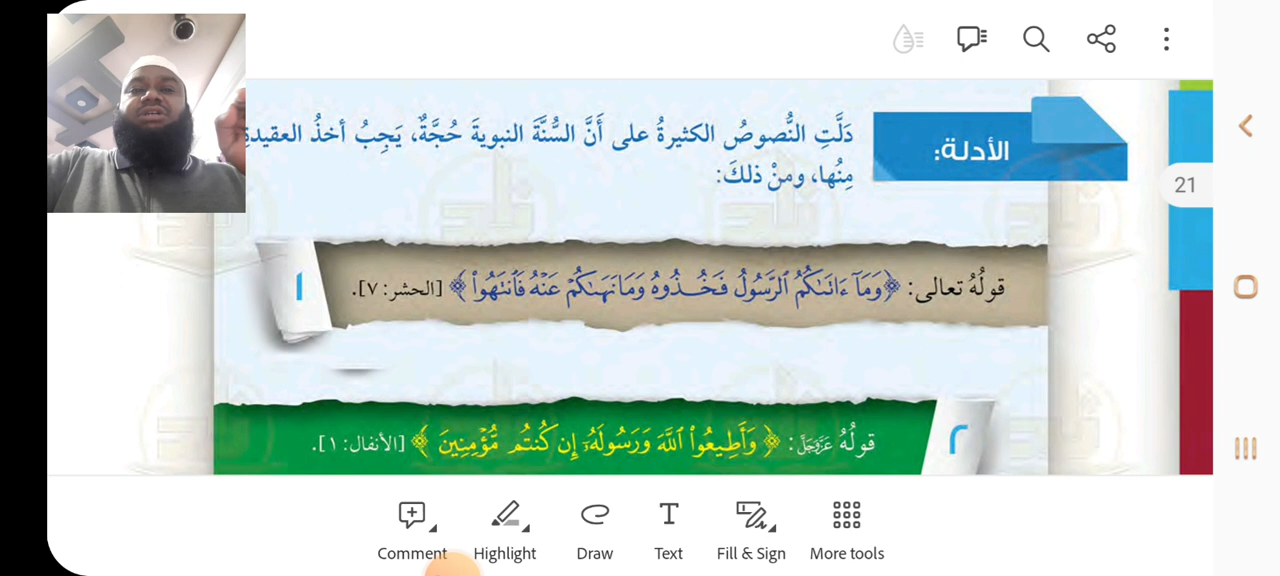 21
الأدلة:
دَلَّتِ النُّصوصُ الكثيرةُ على أَنَّ السُّنَّةَ النبويةَ حُجَّةٌ، يَجِبُ أخذُ العقيدةِ
مِنْها، ومنْ ذلكَ:
قولُهُ تعالى: ﴿وَمَآ ءَاتَىٰكُمُ ٱلرَّسُولُ فَخُذُوهُ وَمَا نَهَىٰكُمْ عَنْهُ فَٱنتَهُوا۟﴾ [الحشر: ٧].
١
٢
قولُهُ عَزَّوَجَلَّ: ﴿وَأَطِيعُوا۟ ٱللَّهَ وَرَسُولَهُۥٓ إِن كُنتُم مُّؤْمِنِينَ﴾ [الأنفال: ١].
Comment Highlight Draw Text Fill & Sign More tools